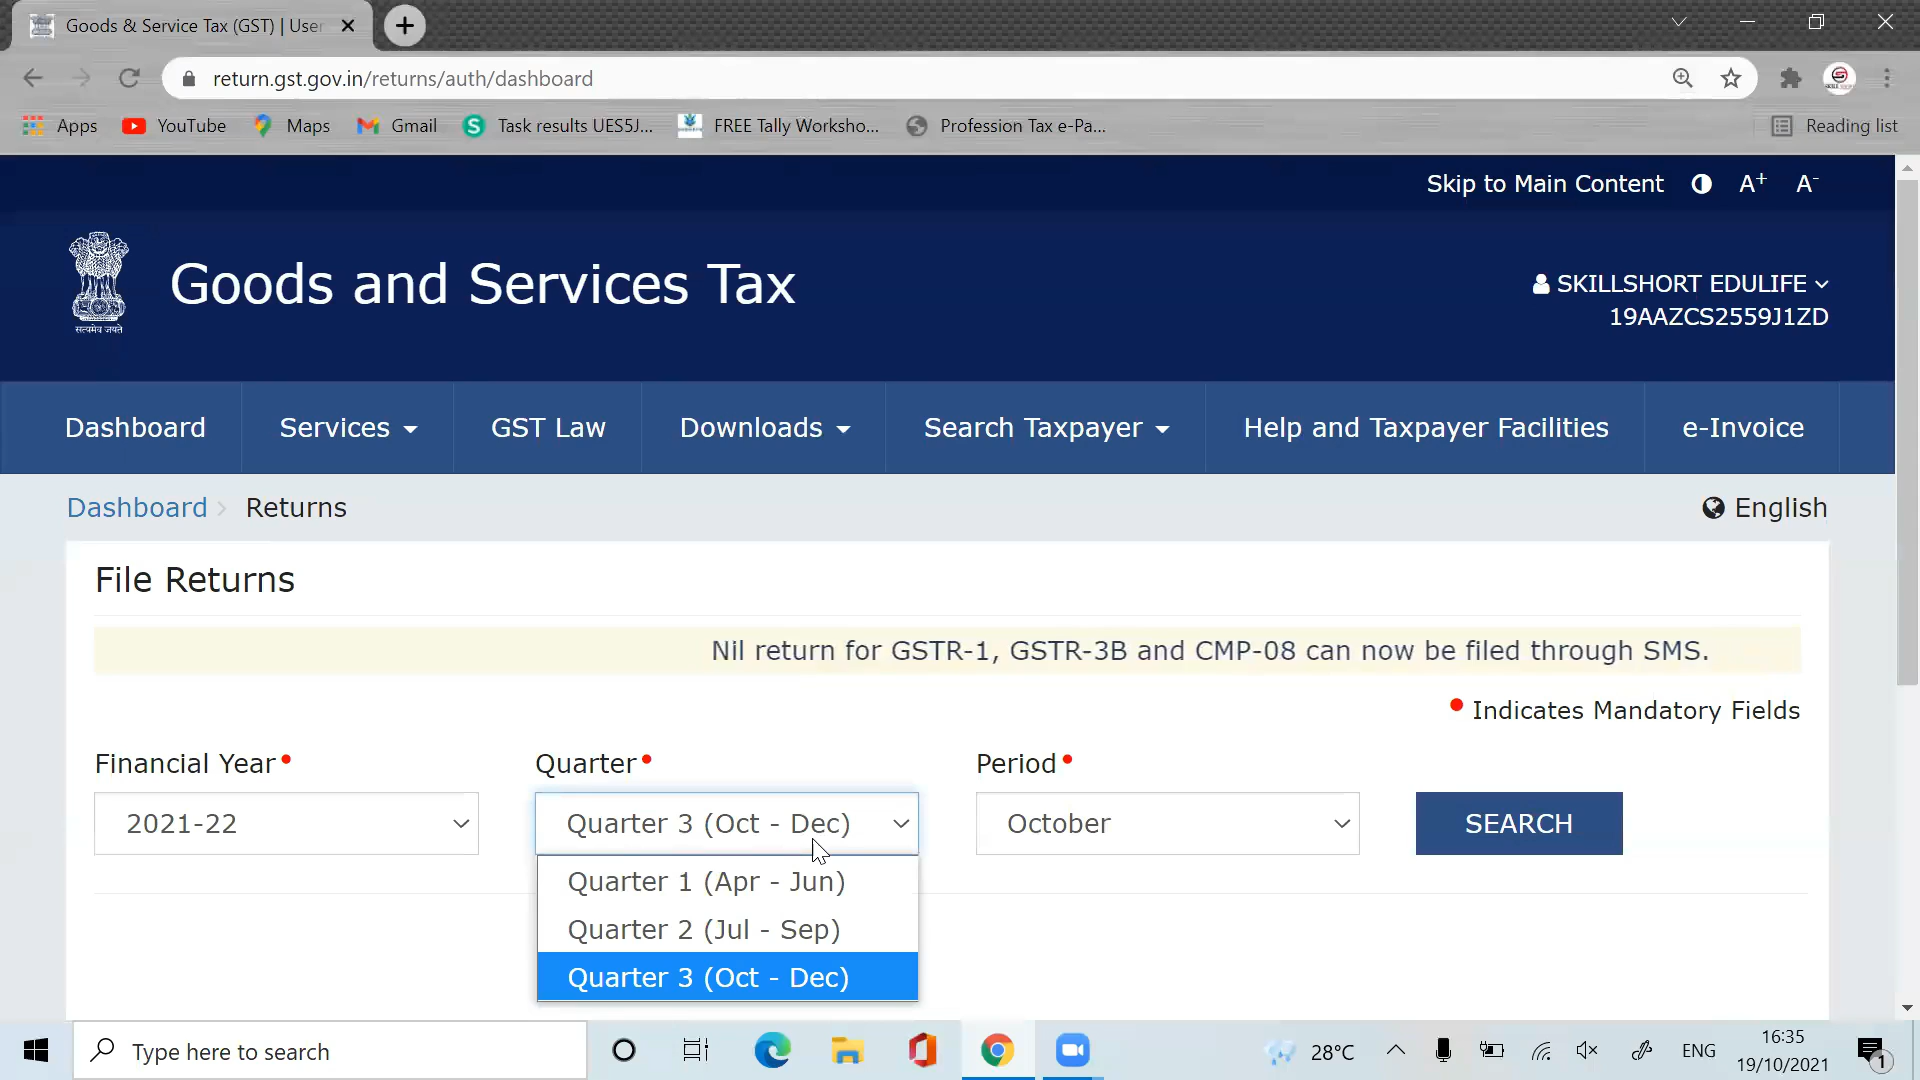 Goods & Service Tax (GST) | User
return.gst.gov.in/returns/auth/dashboard
Apps
YouTube
Maps
Gmail
Task results UES5J...
FREE Tally Worksho...
Profession Tax e-Pa...
Reading list
Skip to Main Content
A+
A-
सत्यमेव जयते
Goods and Services Tax
SKILLSHORT EDULIFE
19AAZCS2559J1ZD
Dashboard
Services
GST Law
Downloads
Search Taxpayer
Help and Taxpayer Facilities
e-Invoice
Dashboard
Returns
English
File Returns
Nil return for GSTR-1, GSTR-3B and CMP-08 can now be filed through SMS.
• Indicates Mandatory Fields
Financial Year•
Quarter•
Period•
2021-22
Quarter 3 (Oct - Dec)
October
SEARCH
Quarter 1 (Apr - Jun)
Quarter 2 (Jul - Sep)
Quarter 3 (Oct - Dec)
Type here to search
28°C
ENG
16:35
19/10/2021
1